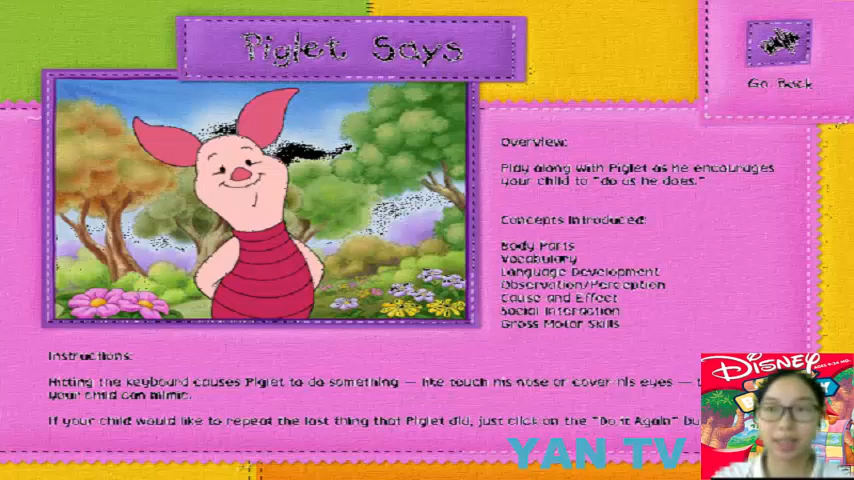 Piglet Says
Go Back
Overview:
Play along with Piglet as he encourages
your child to "do as he does."
Concepts Introduced:
Body Parts
Vocabulary
Language Development
Observation/Perception
Cause and Effect
Social Interaction
Gross Motor Skills
Instructions:
Hitting the keyboard causes Piglet to do something — like touch his nose or cover his eyes —
your child can mimic.
If your child would like to repeat the last thing that Piglet did, just click on the "Do it Again"
DISNEY
YAN TV